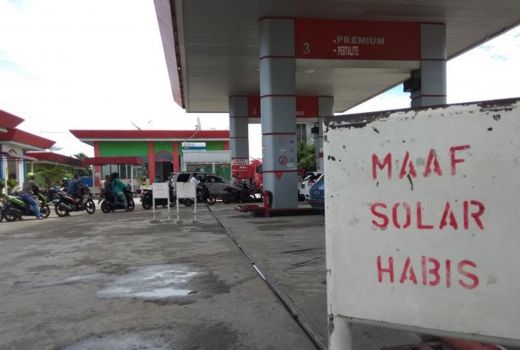 3 PREMIUM
PERTALITE
MAAF
SOLAR
HABIS